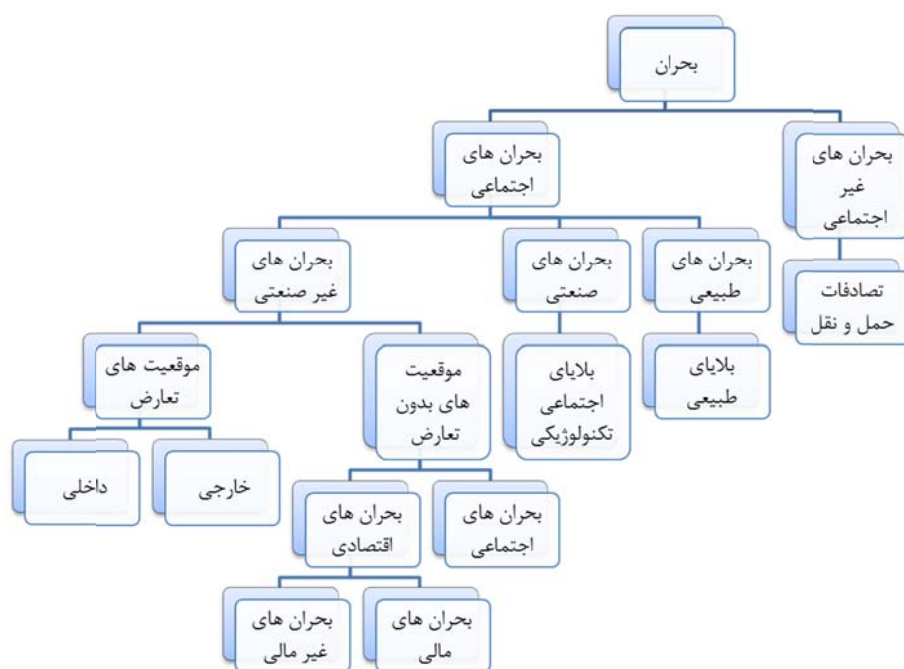 بحران
بحران های
غیر
اجتماعی
بحران های
اجتماعی
تصادفات
حمل و نقل
بحران های
طبیعی
بحران های
صنعتی
بحران های
غیر صنعتی
بلایای
طبیعی
بلایای
اجتماعی
تکنولوژیکی
موقعیت
های بدون
تعارض
موقعیت های
تعارض
خارجی
داخلی
بحران های
اجتماعی
بحران های
اقتصادی
بحران های
مالی
بحران های
غیر مالی